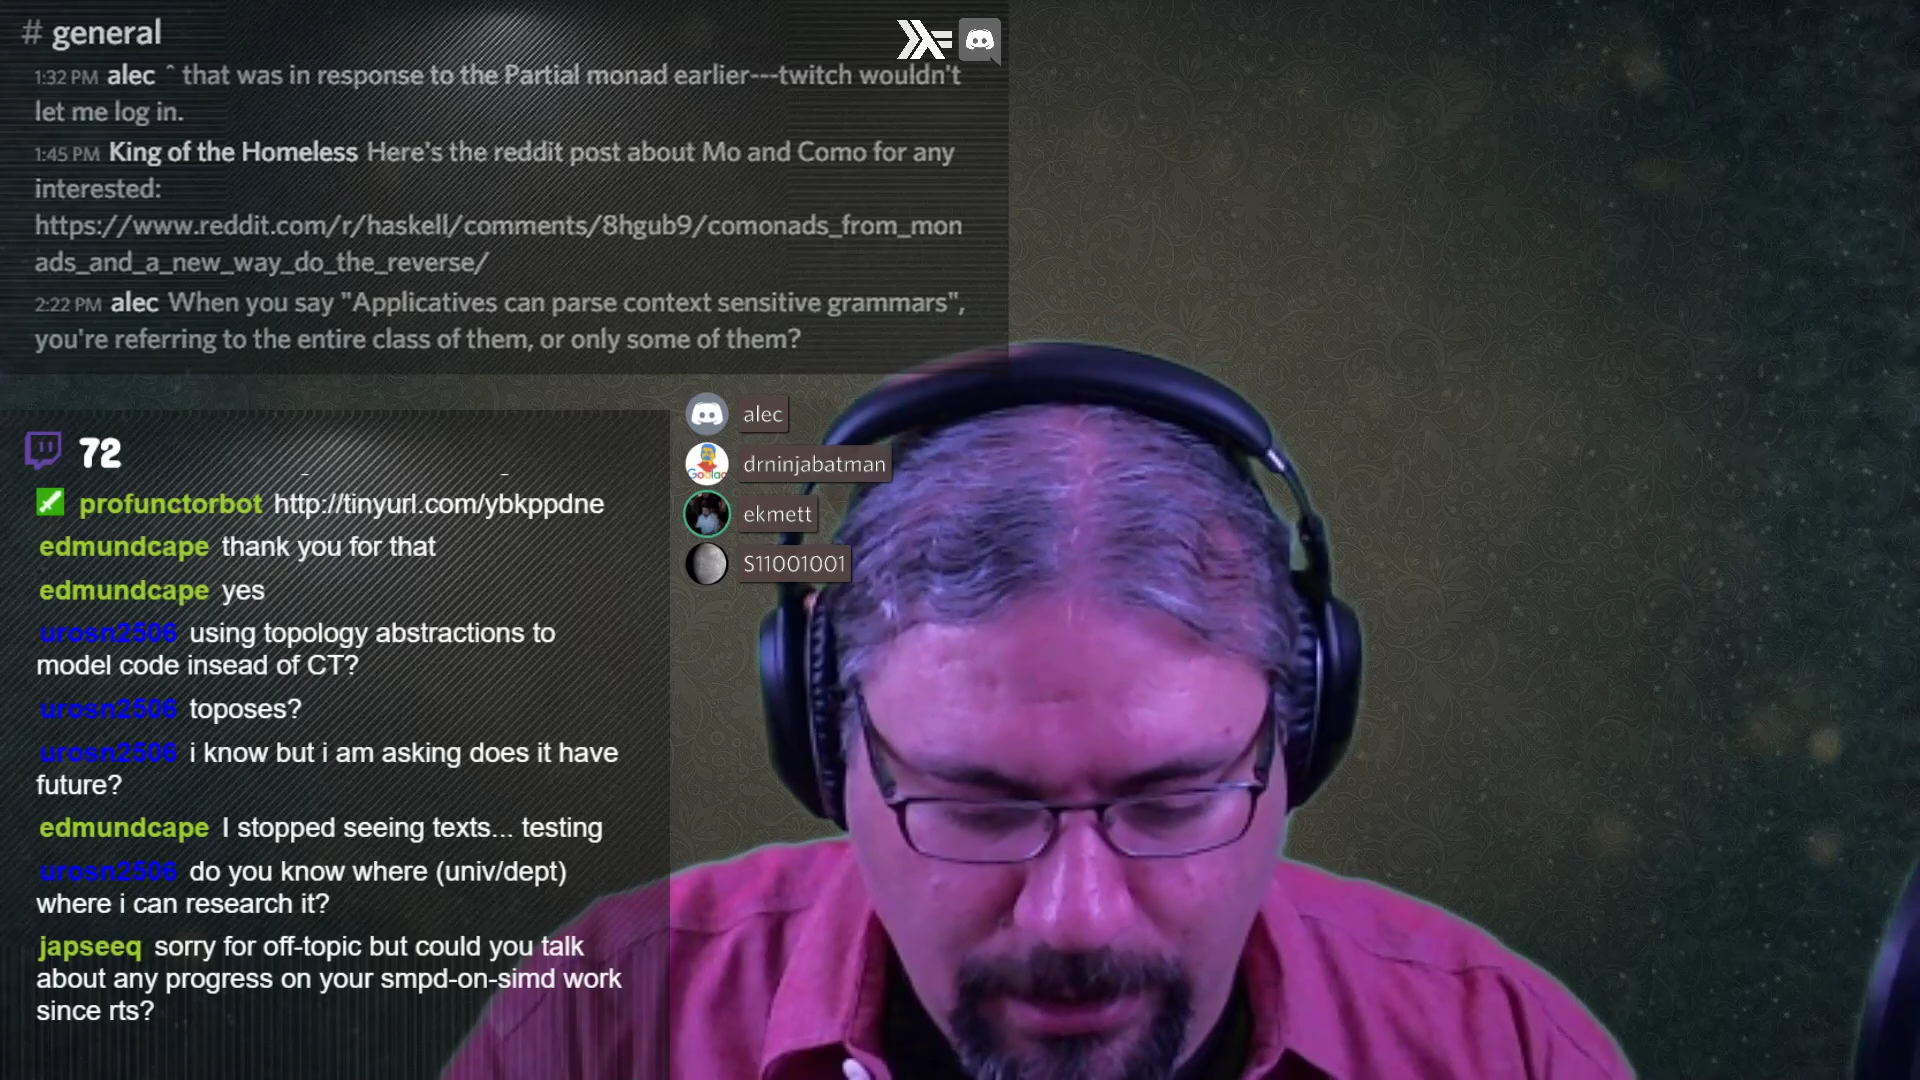 # general
1:32 PM alec ^ that was in response to the Partial monad earlier---twitch wouldn't
let me log in.
1:45 PM King of the Homeless Here's the reddit post about Mo and Como for any
interested:
https://www.reddit.com/r/haskell/comments/8hgub9/comonads_from_mon
ads_and_a_new_way_do_the_reverse/
2:22 PM alec When you say "Applicatives can parse context sensitive grammars",
you're referring to the entire class of them, or only some of them?
alec
drninjabatman
ekmett
S11001001
72
profunctorbot http://tinyurl.com/ybkppdne
edmundcape thank you for that
edmundcape yes
urosn2506 using topology abstractions to
model code insead of CT?
urosn2506 toposes?
urosn2506 i know but i am asking does it have
future?
edmundcape I stopped seeing texts... testing
urosn2506 do you know where (univ/dept)
where i can research it?
japseeq sorry for off-topic but could you talk
about any progress on your smpd-on-simd work
since rts?